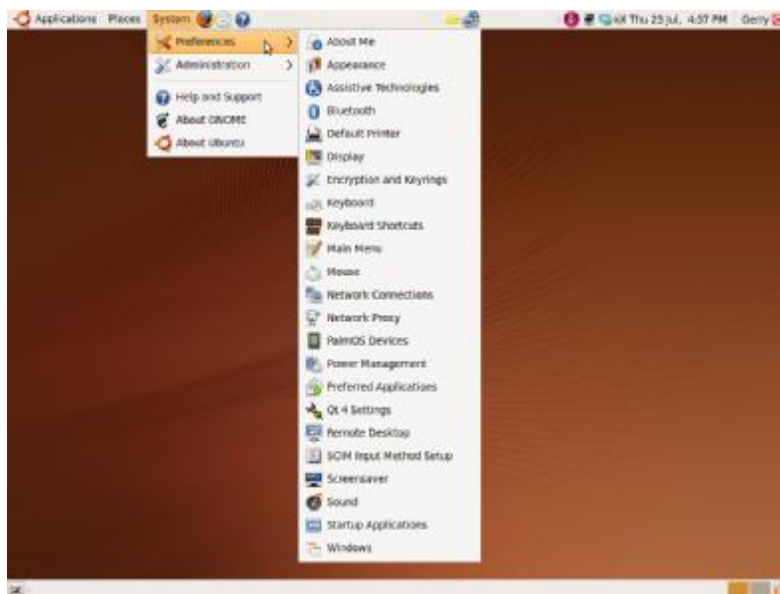 Applications Places System Thu 23 Jul, 4:37 PM Gerry
Preferences
Administration
Help and Support
About GNOME
About Ubuntu
About Me
Appearance
Assistive Technologies
Bluetooth
Default Printer
Display
Encryption and Keyrings
Keyboard
Keyboard Shortcuts
Main Menu
Mouse
Network Connections
Network Proxy
PalmOS Devices
Power Management
Preferred Applications
Qt 4 Settings
Remote Desktop
SCIM Input Method Setup
Screensaver
Sound
Startup Applications
Windows